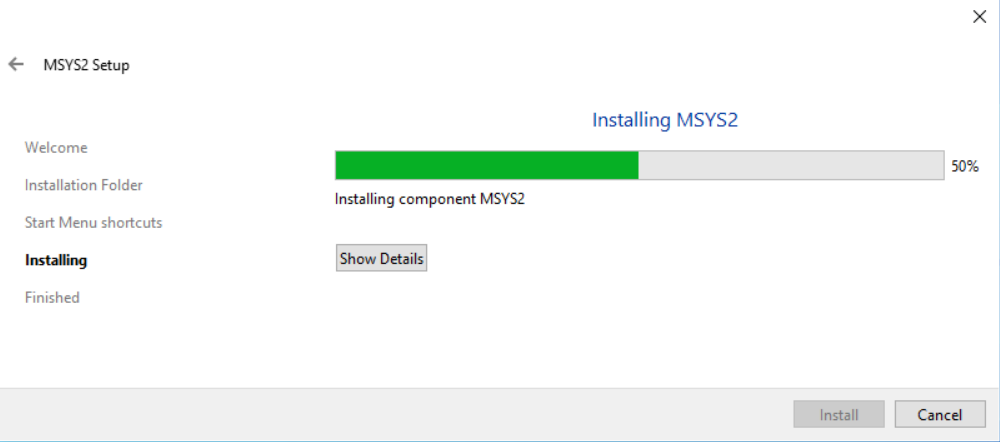 MSYS2 Setup
Installing MSYS2
Welcome
50%
Installation Folder
Installing component MSYS2
Start Menu shortcuts
Installing
Show Details
Finished
Install
Cancel